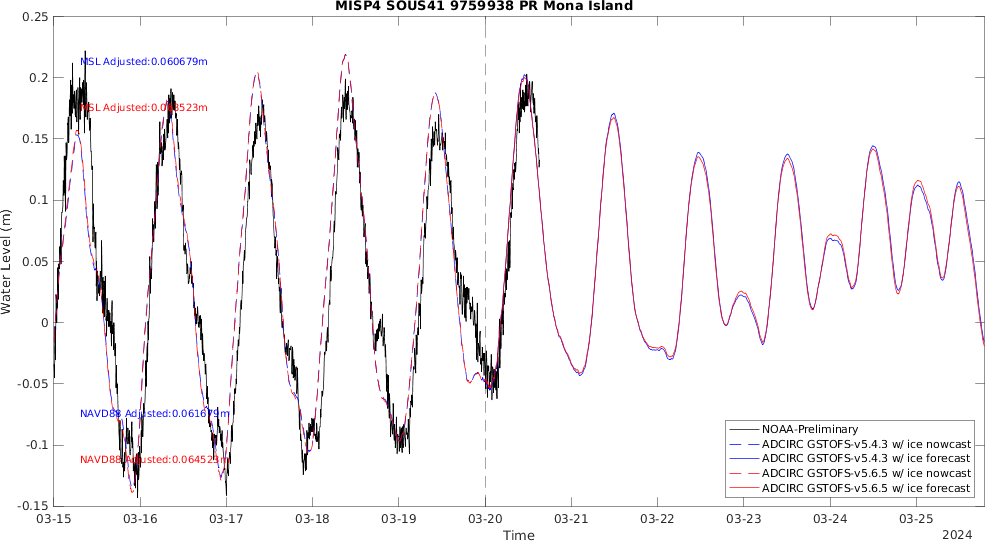 MISP4 SOUS41 9759938 PR Mona Island
0.25
0.2
0.15
0.1
0.05
0
-0.05
-0.1
-0.15
Water Level (m)
MSL Adjusted:0.060679m
NAVD88 Adjusted:0.061679m
NAVD88 Adjusted:0.064523m
NOAA-Preliminary
ADCIRC GSTOFS-v5.4.3 w/ ice nowcast
ADCIRC GSTOFS-v5.4.3 w/ ice forecast
ADCIRC GSTOFS-v5.6.5 w/ ice nowcast
ADCIRC GSTOFS-v5.6.5 w/ ice forecast
03-15 03-16 03-17 03-18 03-19 03-20 03-21 03-22 03-23 03-24 03-25
Time
2024